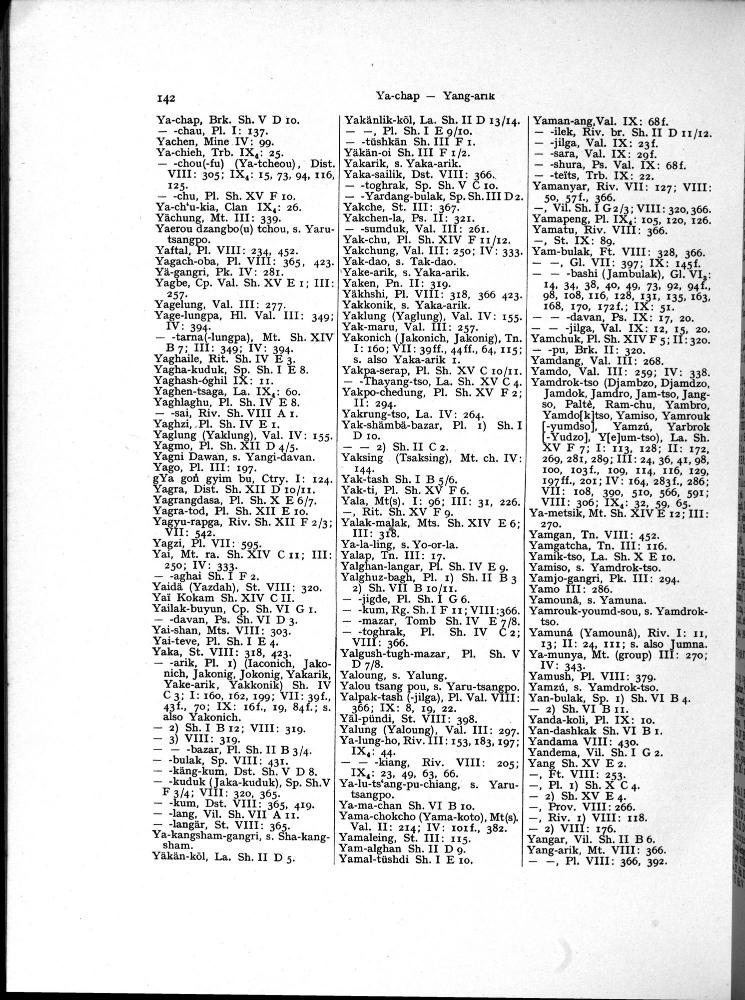 142
Ya-chap — Yang-arık
Ya-chap, Brk. Sh. V D 10.
— -chau, Pl. I: 137.
Yachen, Mine IV: 99.
Ya-chieh, Trb. IX₄: 25.
— -chou(-fu) (Ya-tcheou), Dist.
VIII: 305; IX₄: 15, 73, 94, 116,
125.
— -chu, Pl. Sh. XV F 10.
Ya-ch'u-kia, Clan IX₄: 26.
Yächung, Mt. III: 339.
Yaerou dzangbo(u) tchou, s. Yaru-
tsangpo.
Yaftal, Pl. VIII: 234, 452.
Yagach-oba, Pl. VIII: 365, 423.
Yä-gangri, Pk. IV: 281.
Yagbe, Cp. Val. Sh. XV E 1; III:
257.
Yagelung, Val. III: 277.
Yage-lungpa, Hl. Val. III: 349;
IV: 394.
— -tarna(-lungpa), Mt. Sh. XIV
B 7; III: 349; IV: 394.
Yaghaile, Rit. Sh. IV E 3.
Yagha-kuduk, Sp. Sh. I E 8.
Yaghash-óghil IX: 11.
Yaghen-tsaga, La. IX₄: 60.
Yaghlaghu, Pl. Sh. IV E 8.
— -sai, Riv. Sh. VIII A 1.
Yaghzi, Pl. Sh. IV E 1.
Yaglung (Yaklung), Val. IV: 155.
Yagmo, Pl. Sh. XII D 4/5.
Yagni Dawan, s. Yangi-davan.
Yago, Pl. III: 197.
gYa gon̄ gyim bu, Ctry. I: 124.
Yagra, Dist. Sh. XII D 10/11.
Yagrangdasa, Pl. Sh. X E 6/7.
Yagra-tod, Pl. Sh. XII E 10.
Yagyu-rapga, Riv. Sh. XII F 2/3;
VII: 542.
Yagzi, Pl. VII: 595.
Yai, Mt. ra. Sh. XIV C 11; III:
250; IV: 333.
— -aghai Sh. I F 2.
Yaidä (Yazdah), St. VIII: 320.
Yaï Kokam Sh. XIV C II.
Yailak-buyun, Cp. Sh. VI G 1.
— -davan, Ps. Sh. VI D 3.
Yai-shan, Mts. VIII: 303.
Yai-teve, Pl. Sh. I E 4.
Yaka, St. VIII: 318, 423.
— -arik, Pl. 1) (Iaconich, Jako-
nich, Jakonig, Jokonig, Yakarik,
Yake-arik, Yakkonik) Sh. IV
C 3; I: 160, 162, 199; VII: 39f.,
43f., 70; IX: 16f., 19, 84f.; s.
also Yakonich.
— 2) Sh. I B 12; VIII: 319.
— 3) VIII: 319.
— — -bazar, Pl. Sh. II B 3/4.
— -bulak, Sp. VIII: 431.
— -käng-kum, Dst. Sh. V D 8.
— -kuduk (Jaka-kuduk), Sp. Sh. V
F 3/4; VIII: 320, 365.
— -kum, Dst. VIII: 365, 419.
— -lang, Vil. Sh. VII A 11.
— -langär, St. VIII: 365.
Ya-kangsham-gangri, s. Sha-kang-
sham.
Yäkän-köl, La. Sh. II D 5.
Yakänlik-köl, La. Sh. II D 13/14.
— —, Pl. Sh. I E 9/10.
— -tüshkän Sh. III F 1.
Yäkän-oi Sh. III F 1/2.
Yakarik, s. Yaka-arik.
Yaka-sailik, Dst. VIII: 366.
— -toghrak, Sp. Sh. V C 10.
— -Yardang-bulak, Sp. Sh. III D 2.
Yakche, St. III: 367.
Yakchen-la, Ps. II: 321.
— -sumduk, Val. III: 261.
Yak-chu, Pl. Sh. XIV F 11/12.
Yakchung, Val. III: 250; IV: 333.
Yak-dao, s. Tak-dao.
Yake-arik, s. Yaka-arik.
Yaken, Pn. II: 319.
Yäkhshi, Pl. VIII: 318, 366 423.
Yakkonik, s. Yaka-arik.
Yaklung (Yaglung), Val. IV: 155.
Yak-maru, Val. III: 257.
Yakonich (Jakonich, Jakonig), Tn.
I: 160; VII: 39ff., 44ff., 64, 115;
s. also Yaka-arik 1.
Yakpa-serap, Pl. Sh. XV C 10/11.
— -Thayang-tso, La. Sh. XV C 4.
Yakpo-chedung, Pl. Sh. XV F 2;
II: 294.
Yakrung-tso, La. IV: 264.
Yak-shämbä-bazar, Pl. 1) Sh. I
D 10.
— — 2) Sh. II C 2.
Yaksing (Tsaksing), Mt. ch. IV:
144.
Yak-tash Sh. I B 5/6.
Yak-ti, Pl. Sh. XV F 6.
Yala, Mt(s). I: 96; III: 31, 226.
—, Rit. Sh. XV F 9.
Yalak-malak, Mts. Sh. XIV E 6;
III: 318.
Ya-la-ling, s. Yo-or-la.
Yalap, Tn. III: 17.
Yalghan-langar, Pl. Sh. IV E 9.
Yalghuz-bagh, Pl. 1) Sh. II B 3
2) Sh. VII B 10/11.
— -jigde, Pl. Sh. I G 6.
— -kum, Rg. Sh. I F 11; VIII: 366.
— -mazar, Tomb Sh. IV E 7/8.
— -toghrak, Pl. Sh. IV C 2;
VIII: 366.
Yalgush-tugh-mazar, Pl. Sh. V
D 7/8.
Yaloung, s. Yalung.
Yalou tsang pou, s. Yaru-tsangpo.
Yalpak-tash (-jilga), Pl. Val. VIII:
366; IX: 8, 19, 22.
Yäl-pündi, St. VIII: 398.
Yalung (Yaloung), Val. III: 297.
Ya-lung-ho, Riv. III: 153, 183, 197;
IX₄: 44.
— — -kiang, Riv. VIII: 205;
IX₄: 23, 49, 63, 66.
Ya-lu-ts'ang-pu-chiang, s. Yaru-
tsangpo.
Ya-ma-chan Sh. VI B 10.
Yama-chokcho (Yama-koto), Mt(s).
Val. II: 214; IV: 101f., 382.
Yamaleing, St. III: 115.
Yam-alghan Sh. II D 9.
Yamal-tüshdi Sh. I E 10.
Yaman-ang, Val. IX: 68f.
— -ilek, Riv. br. Sh. II D 11/12.
— -jilga, Val. IX: 23f.
— -sara, Val. IX: 29f.
— -shura, Ps. Val. IX: 68f.
— -teïts, Trb. IX: 22.
Yamanyar, Riv. VII: 127; VIII:
50, 57f., 366.
—, Vil. Sh. I G 2/3; VIII: 320, 366.
Yamapeng, Pl. IX₄: 105, 120, 126.
Yamatu, Riv. VIII: 366.
—, St. IX: 89.
Yam-bulak, Ft. VIII: 328, 366.
— —, Gl. VII: 397; IX: 145f.
— — -bashi (Jambulak), Gl. VI₂:
14, 34, 38, 40, 49, 73, 92, 94f.,
98, 108, 116, 128, 131, 135, 163,
168, 170, 172f.; IX: 51.
— — -davan, Ps. IX: 17, 20.
— — -jilga, Val. IX: 12, 15, 20.
Yamchuk, Pl. Sh. XIV F 5; II: 320.
— -pu, Brk. II: 320.
Yamdang, Val. III: 268.
Yamdo, Val. III: 259; IV: 338.
Yamdrok-tso (Djambzo, Djamdzo,
Jamdok, Jamdro, Jam-tso, Jang-
so, Palté, Ram-chu, Yambro,
Yamdo[k]tso, Yamiso, Yamrouk
[-yumdso], Yamzú, Yarbrok
[-Yudzo], Y[e]um-tso), La. Sh.
XV F 7; I: 113, 128; II: 172,
269, 281, 289; III: 24, 36, 41, 98,
100, 103f., 109, 114, 116, 129,
197ff., 201; IV: 164, 283f., 286;
VII: 108, 390, 510, 566, 591;
VIII: 306; IX₄: 32, 59, 65.
Ya-metsik, Mt. Sh. XIV E 12; III:
270.
Yamgan, Tn. VIII: 452.
Yamgatcha, Tn. III: 116.
Yamik-tso, La. Sh. X E 10.
Yamiso, s. Yamdrok-tso.
Yamjo-gangri, Pk. III: 294.
Yamo III: 286.
Yamounâ, s. Yamuna.
Yamrouk-youmd-sou, s. Yamdrok-
tso.
Yamuná (Yamounâ), Riv. I: 11,
13; II: 24, 111; s. also Jumna.
Ya-munya, Mt. (group) III: 270;
IV: 343.
Yamush, Pl. VIII: 379.
Yamzú, s. Yamdrok-tso.
Yan-bulak, Sp. 1) Sh. VI B 4.
— 2) Sh. VI B 11.
Yanda-koli, Pl. IX: 10.
Yan-dashkak Sh. VI B 1.
Yandama VIII: 430.
Yandema, Vil. Sh. I G 2.
Yang Sh. XV E 2.
—, Ft. VIII: 253.
—, Pl. 1) Sh. X C 4.
— 2) Sh. XV E 4.
—, Prov. VIII: 266.
—, Riv. 1) VIII: 118.
— 2) VIII: 176.
Yangar, Vil. Sh. II B 6.
Yang-arik, Mt. VIII: 366.
— —, Pl. VIII: 366, 392.